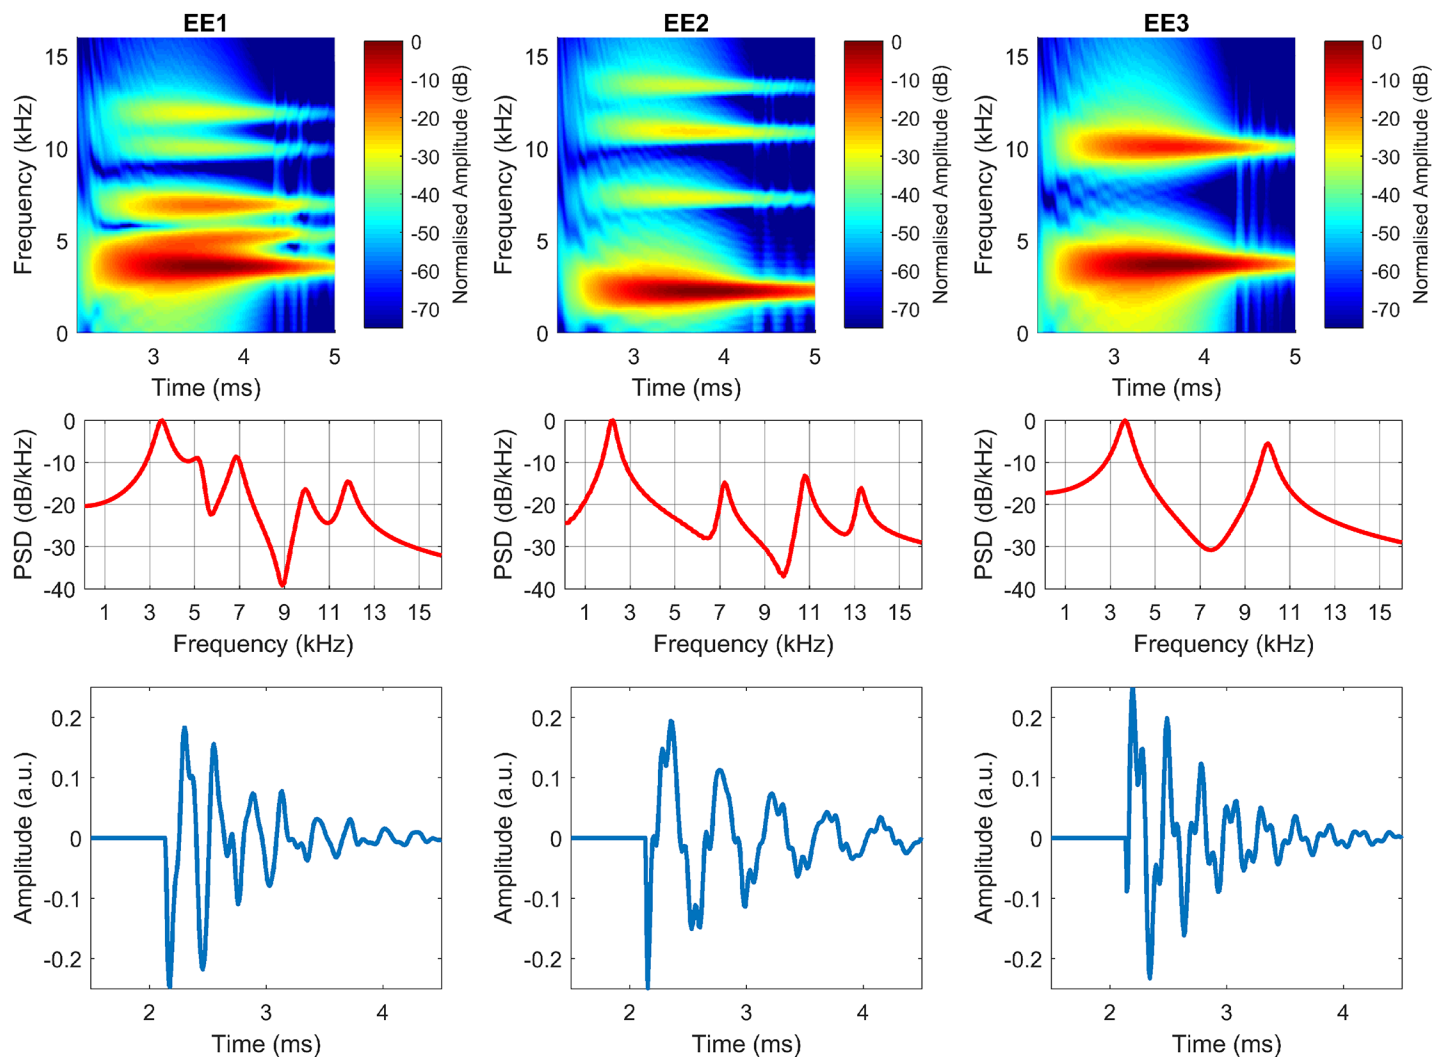 EE1
EE2
EE3
15
10
5
0
Frequency (kHz)
3
4
5
Time (ms)
0
-10
-20
-30
-40
-50
-60
-70
Normalised Amplitude (dB)
15
10
5
0
Frequency (kHz)
3
4
5
Time (ms)
0
-10
-20
-30
-40
-50
-60
-70
Normalised Amplitude (dB)
15
10
5
0
Frequency (kHz)
3
4
5
Time (ms)
0
-10
-20
-30
-40
-50
-60
-70
Normalised Amplitude (dB)
0
-10
-20
-30
-40
PSD (dB/kHz)
1 3 5 7 9 11 13 15
Frequency (kHz)
0
-10
-20
-30
-40
PSD (dB/kHz)
1 3 5 7 9 11 13 15
Frequency (kHz)
0
-10
-20
-30
-40
PSD (dB/kHz)
1 3 5 7 9 11 13 15
Frequency (kHz)
0.2
0.1
0
-0.1
-0.2
Amplitude (a.u.)
2 3 4
Time (ms)
0.2
0.1
0
-0.1
-0.2
Amplitude (a.u.)
2 3 4
Time (ms)
0.2
0.1
0
-0.1
-0.2
Amplitude (a.u.)
2 3 4
Time (ms)